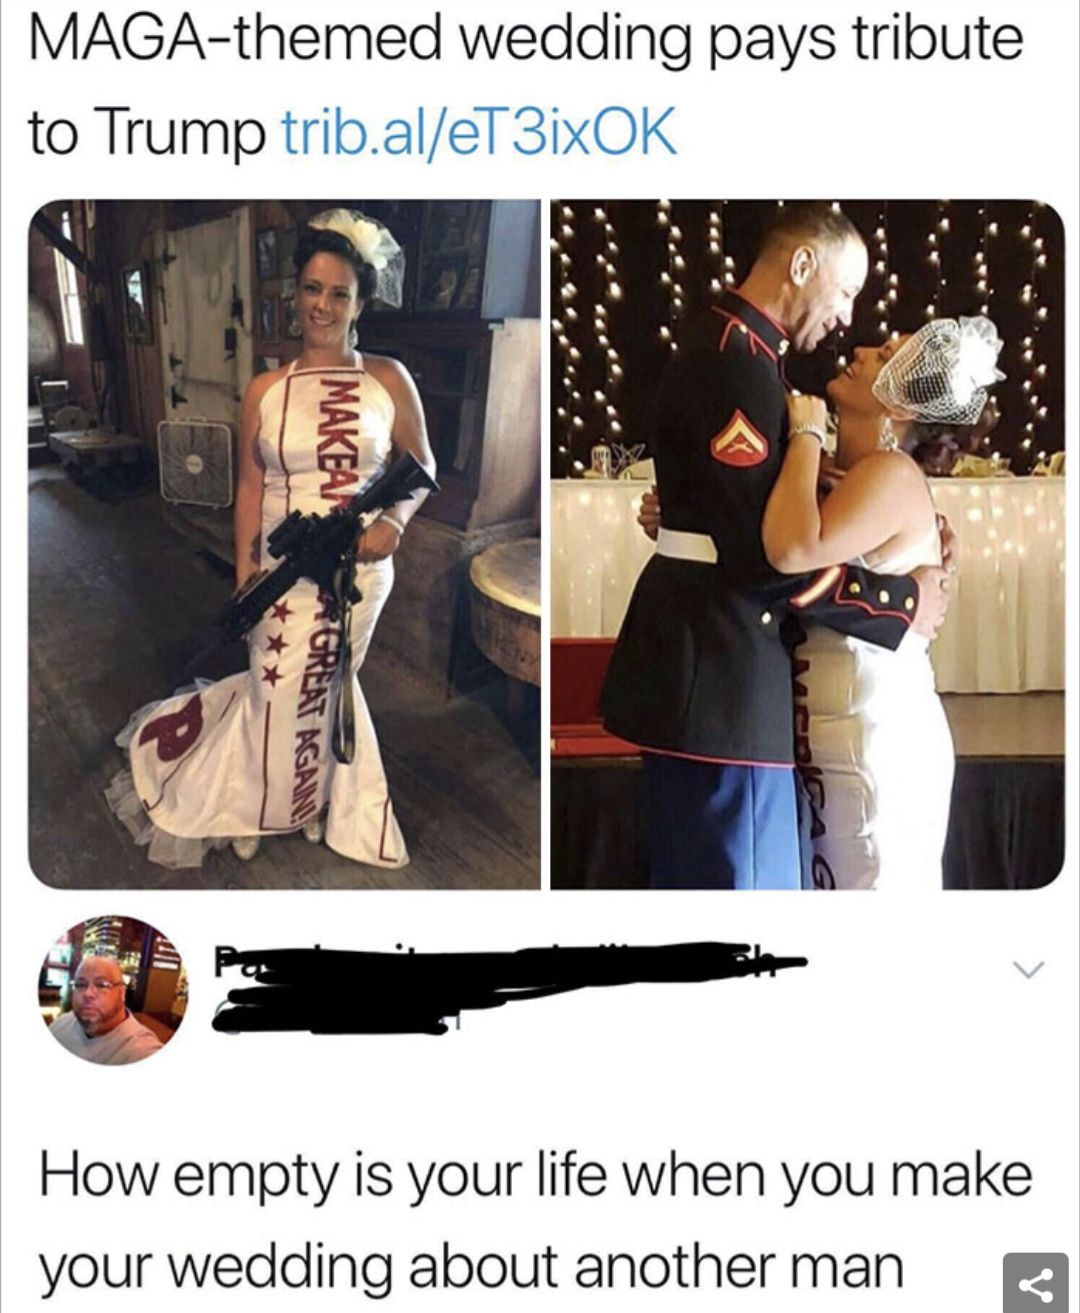 MAGA-themed wedding pays tribute
to Trump trib.al/eT3ixOK
MAKE A
GREAT AGAIN!
P
AMERICA G
How empty is your life when you make
your wedding about another man